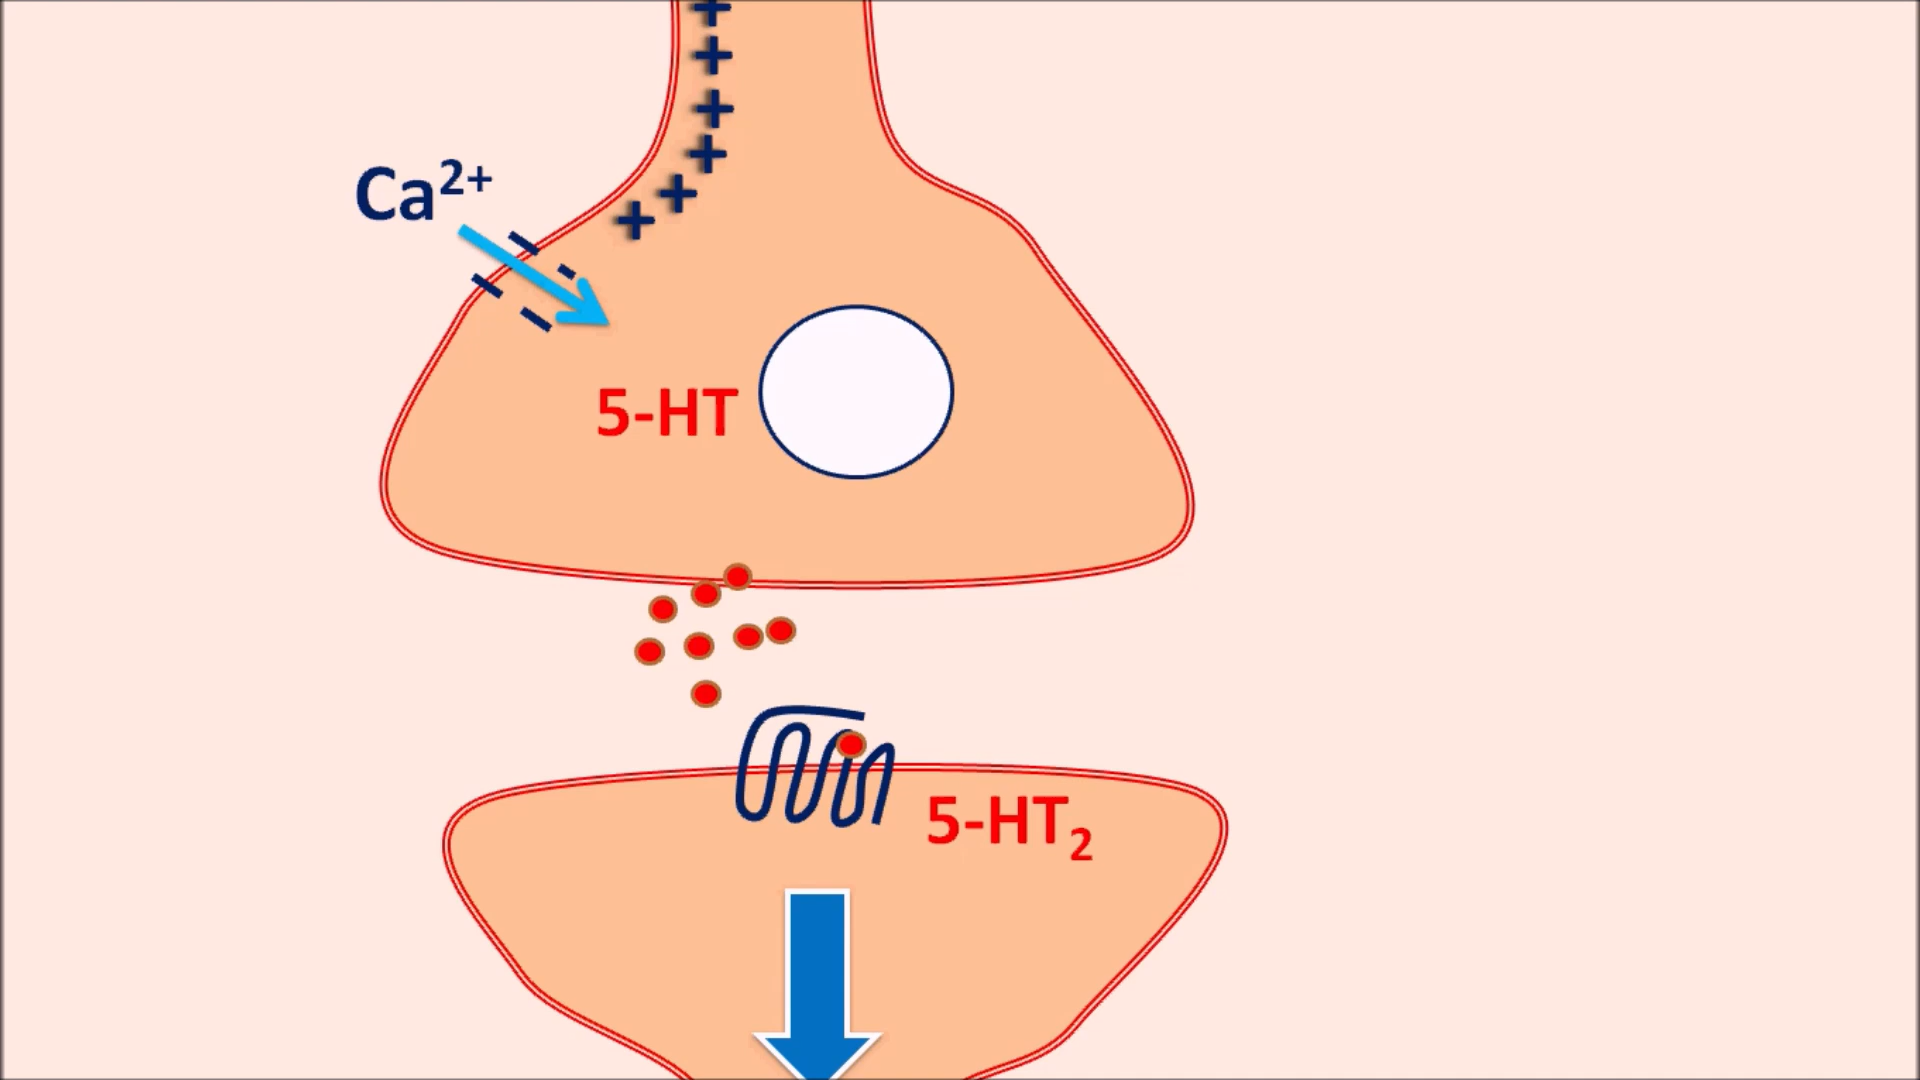 +
+
+
+
+
+
Ca²⁺
5-HT
5-HT₂